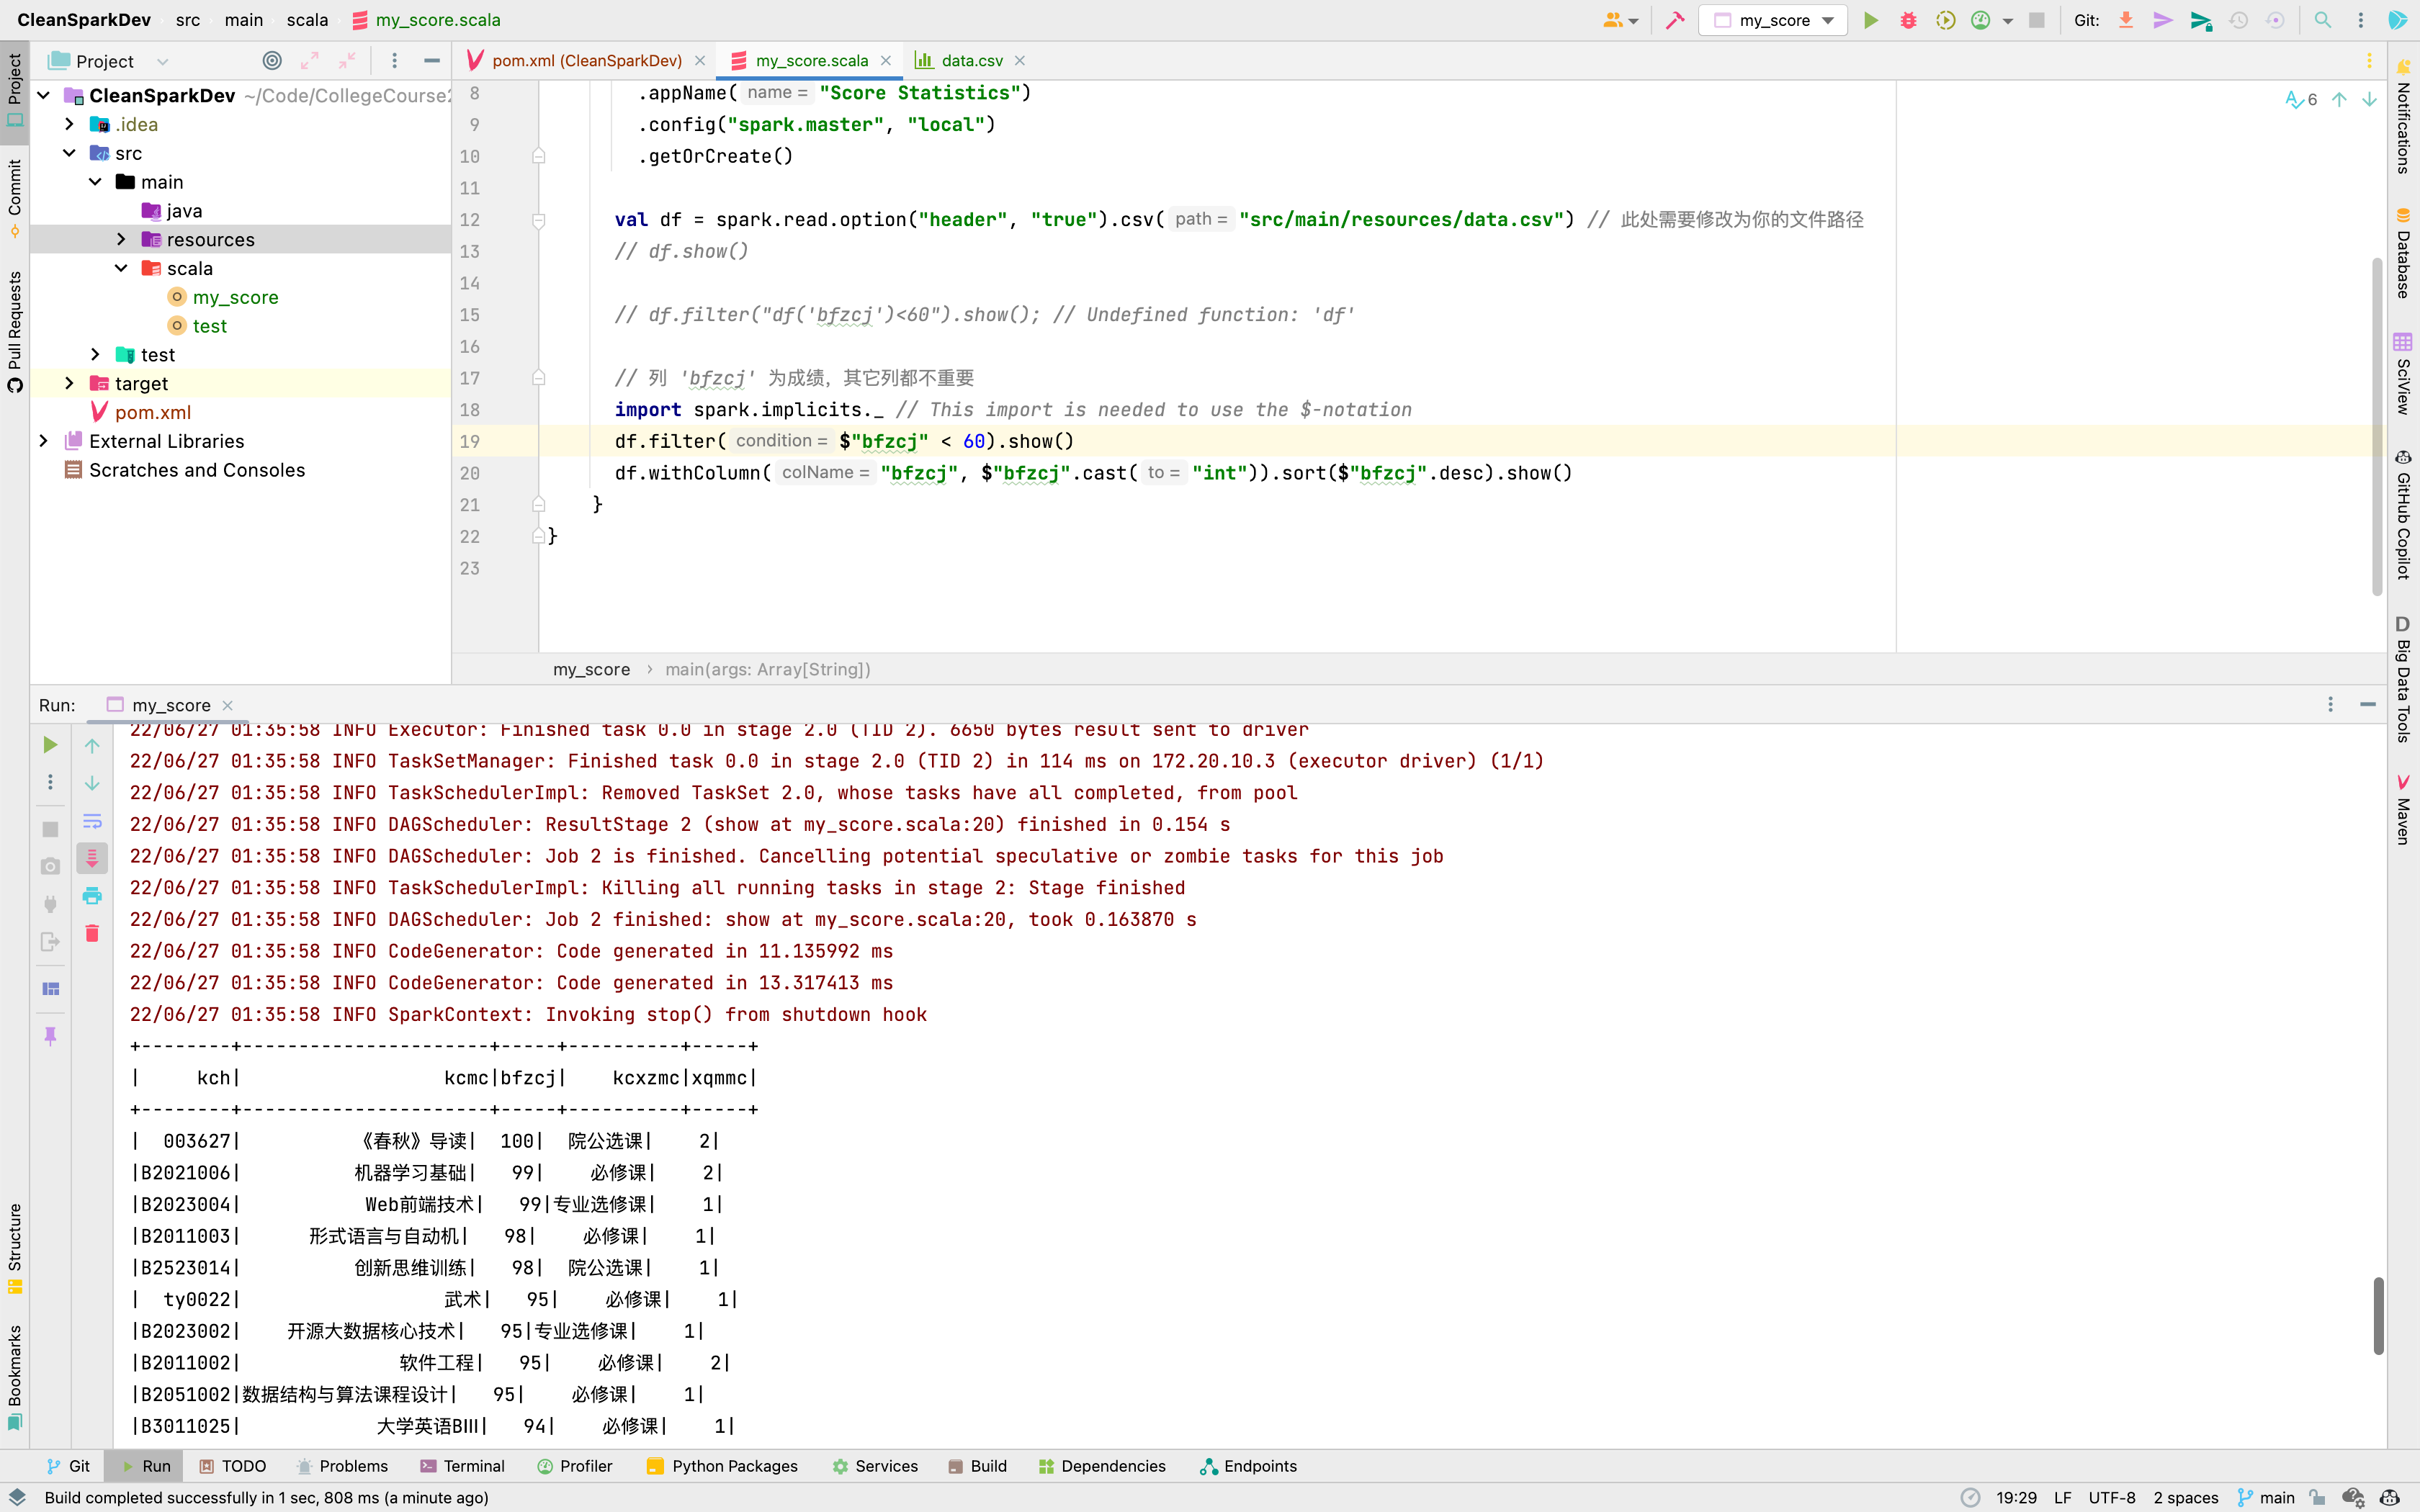 CleanSparkDev src main scala my_score.scala my_score Git:
Project
pom.xml (CleanSparkDev) my_score.scala data.csv
CleanSparkDev ~/Code/CollegeCourse
.idea
src
main
java
resources
scala
my_score
test
test
target
pom.xml
External Libraries
Scratches and Consoles
6
8 .appName( name = "Score Statistics")
9 .config("spark.master", "local")
10 .getOrCreate()
11
12 val df = spark.read.option("header", "true").csv( path = "src/main/resources/data.csv") // 此处需要修改为你的文件路径
13 // df.show()
14
15 // df.filter("df('bfzcj')<60").show(); // Undefined function: 'df'
16
17 // 列 'bfzcj' 为成绩，其它列都不重要
18 import spark.implicits._ // This import is needed to use the $-notation
19 df.filter( condition = $"bfzcj" < 60).show()
20 df.withColumn( colName = "bfzcj", $"bfzcj".cast( to = "int")).sort($"bfzcj".desc).show()
21 }
22 }
23
my_score › main(args: Array[String])
Project
Commit
Pull Requests
Structure
Bookmarks
Notifications
Database
SciView
GitHub Copilot
D Big Data Tools
Maven
Run: my_score
22/06/27 01:35:58 INFO Executor: Finished task 0.0 in stage 2.0 (TID 2). 6650 bytes result sent to driver
22/06/27 01:35:58 INFO TaskSetManager: Finished task 0.0 in stage 2.0 (TID 2) in 114 ms on 172.20.10.3 (executor driver) (1/1)
22/06/27 01:35:58 INFO TaskSchedulerImpl: Removed TaskSet 2.0, whose tasks have all completed, from pool
22/06/27 01:35:58 INFO DAGScheduler: ResultStage 2 (show at my_score.scala:20) finished in 0.154 s
22/06/27 01:35:58 INFO DAGScheduler: Job 2 is finished. Cancelling potential speculative or zombie tasks for this job
22/06/27 01:35:58 INFO TaskSchedulerImpl: Killing all running tasks in stage 2: Stage finished
22/06/27 01:35:58 INFO DAGScheduler: Job 2 finished: show at my_score.scala:20, took 0.163870 s
22/06/27 01:35:58 INFO CodeGenerator: Code generated in 11.135992 ms
22/06/27 01:35:58 INFO CodeGenerator: Code generated in 13.317413 ms
22/06/27 01:35:58 INFO SparkContext: Invoking stop() from shutdown hook
+--------+----------------------+-----+----------+-----+
|     kch|                  kcmc|bfzcj|    kcxzmc|xqmmc|
+--------+----------------------+-----+----------+-----+
|  003627|          《春秋》导读|  100|  院公选课|    2|
|B2021006|          机器学习基础|   99|    必修课|    2|
|B2023004|           Web前端技术|   99|专业选修课|    1|
|B2011003|      形式语言与自动机|   98|    必修课|    1|
|B2523014|          创新思维训练|   98|  院公选课|    1|
|  ty0022|                  武术|   95|    必修课|    1|
|B2023002|    开源大数据核心技术|   95|专业选修课|    1|
|B2011002|              软件工程|   95|    必修课|    2|
|B2051002|数据结构与算法课程设计|   95|    必修课|    1|
|B3011025|           大学英语BⅢ|   94|    必修课|    1|
Git Run TODO Problems Terminal Profiler Python Packages Services Build Dependencies Endpoints
Build completed successfully in 1 sec, 808 ms (a minute ago) 19:29 LF UTF-8 2 spaces main